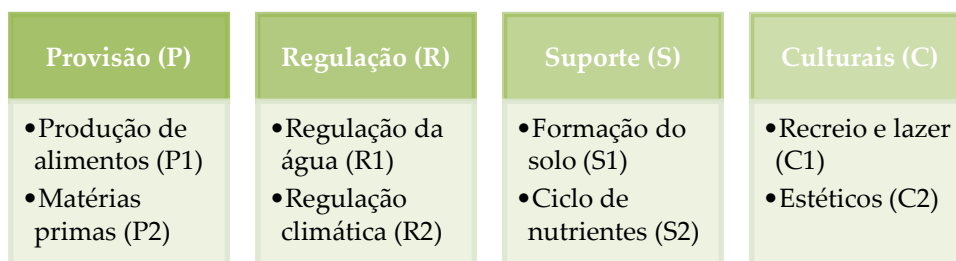 Provisão (P)
•Produção de
alimentos (P1)
•Matérias
primas (P2)
Regulação (R)
•Regulação da
água (R1)
•Regulação
climática (R2)
Suporte (S)
•Formação do
solo (S1)
•Ciclo de
nutrientes (S2)
Culturais (C)
•Recreio e lazer
(C1)
•Estéticos (C2)